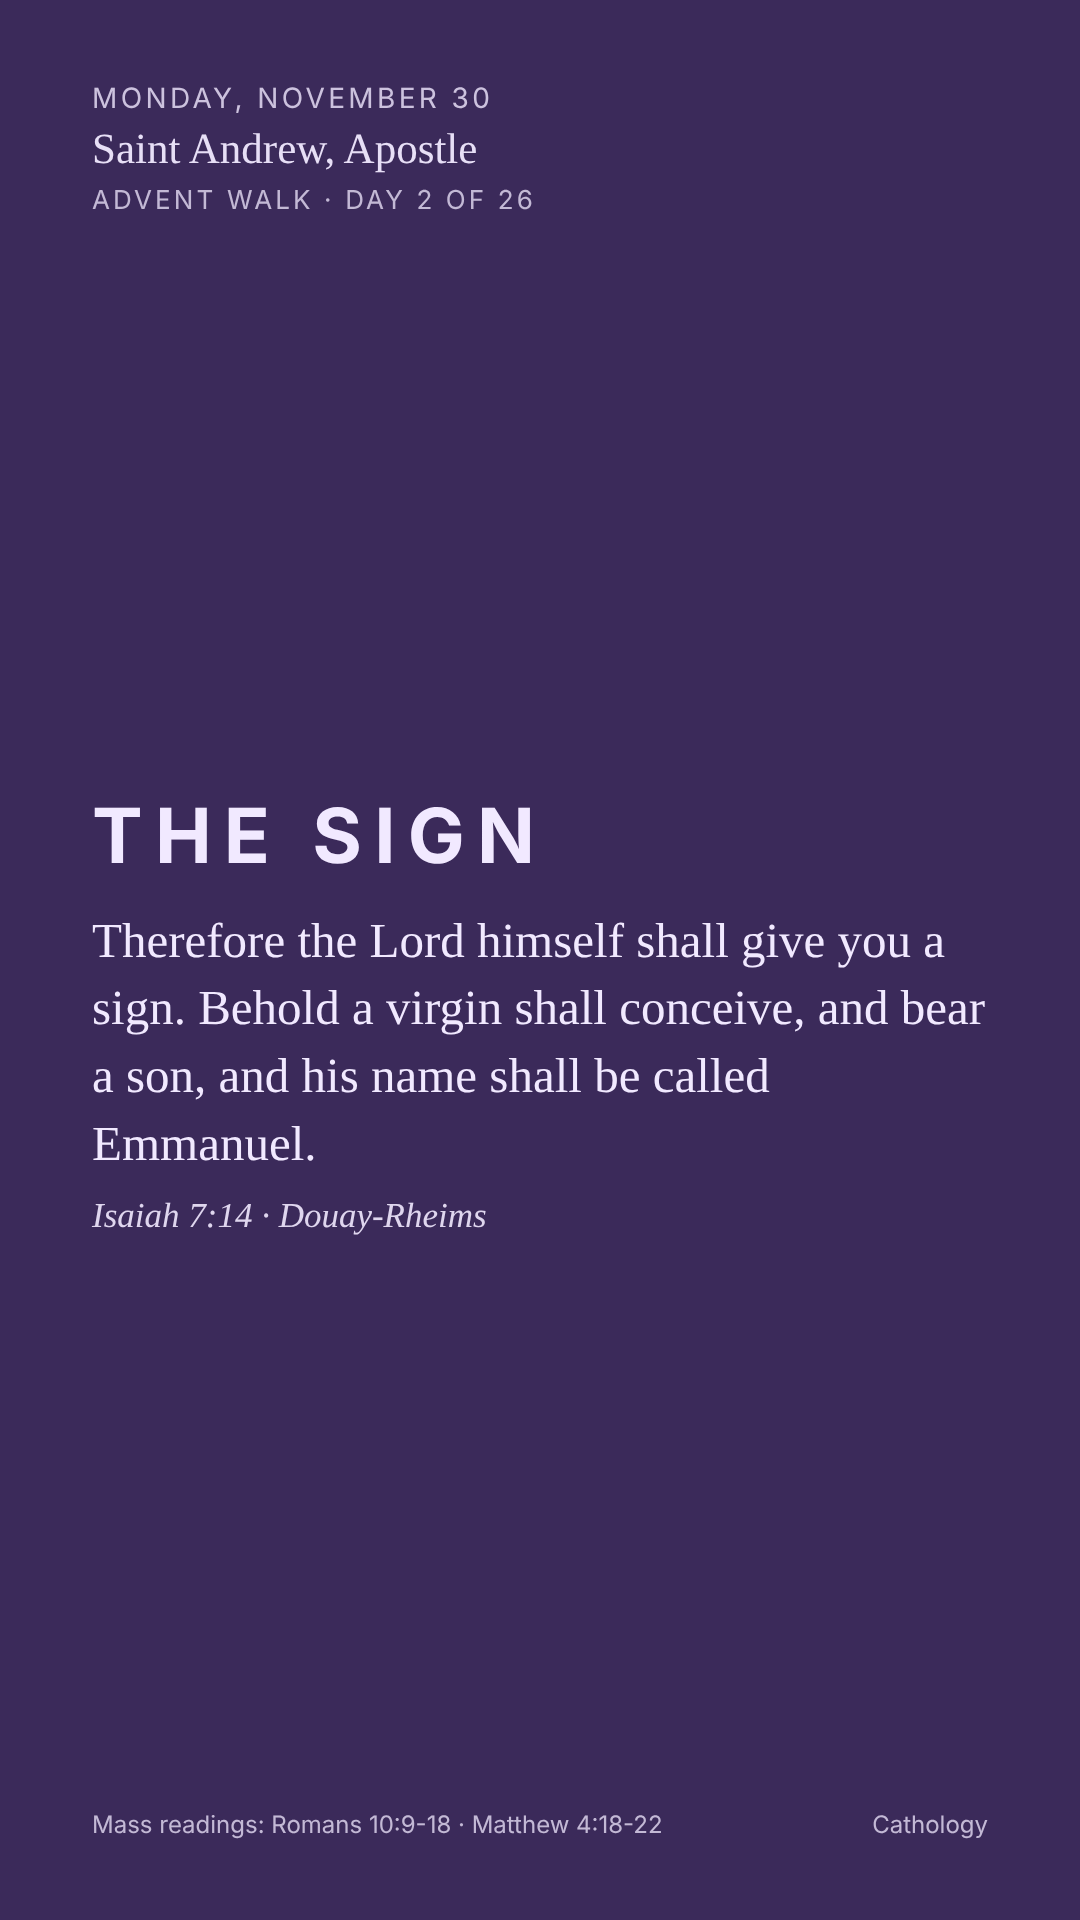 MONDAY, NOVEMBER 30
Saint Andrew, Apostle
ADVENT WALK · DAY 2 OF 26
THE SIGN
Therefore the Lord himself shall give you a
sign. Behold a virgin shall conceive, and bear
a son, and his name shall be called
Emmanuel.
Isaiah 7:14 · Douay-Rheims
Mass readings: Romans 10:9-18 · Matthew 4:18-22
Cathology